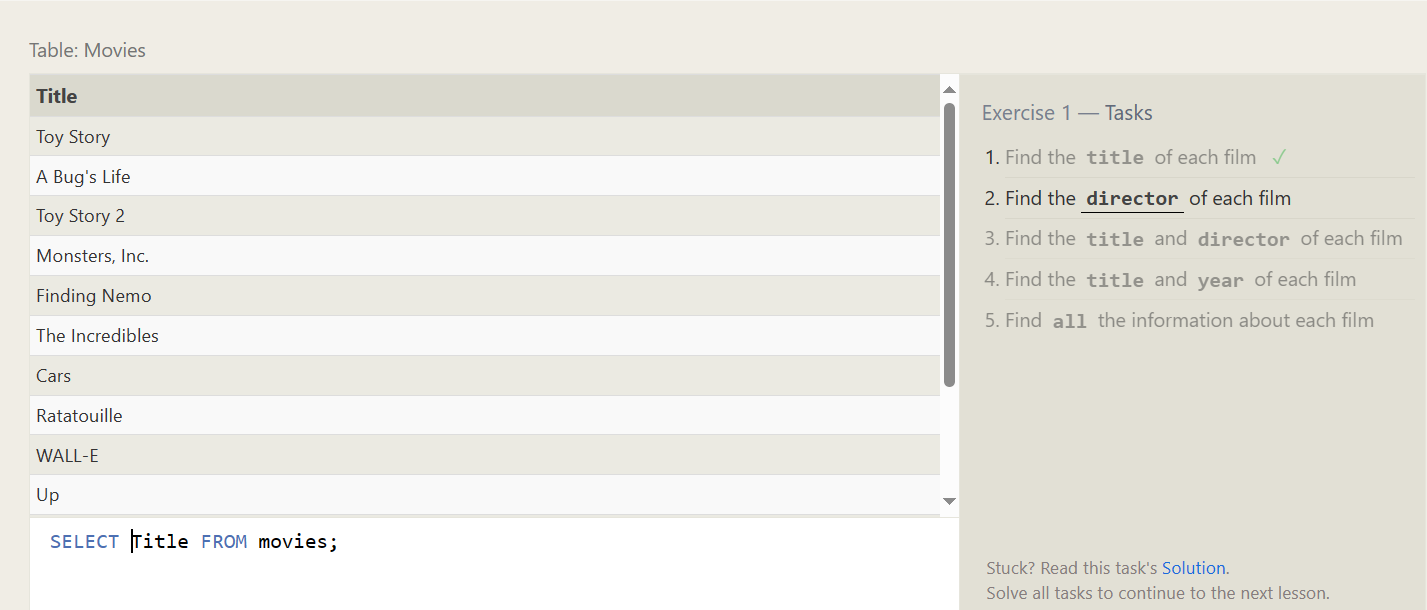 Table: Movies
Title
Toy Story
A Bug's Life
Toy Story 2
Monsters, Inc.
Finding Nemo
The Incredibles
Cars
Ratatouille
WALL-E
Up
SELECT Title FROM movies;
Exercise 1 — Tasks
1. Find the title of each film ✓
2. Find the director of each film
3. Find the title and director of each film
4. Find the title and year of each film
5. Find all the information about each film
Stuck? Read this task's Solution.
Solve all tasks to continue to the next lesson.